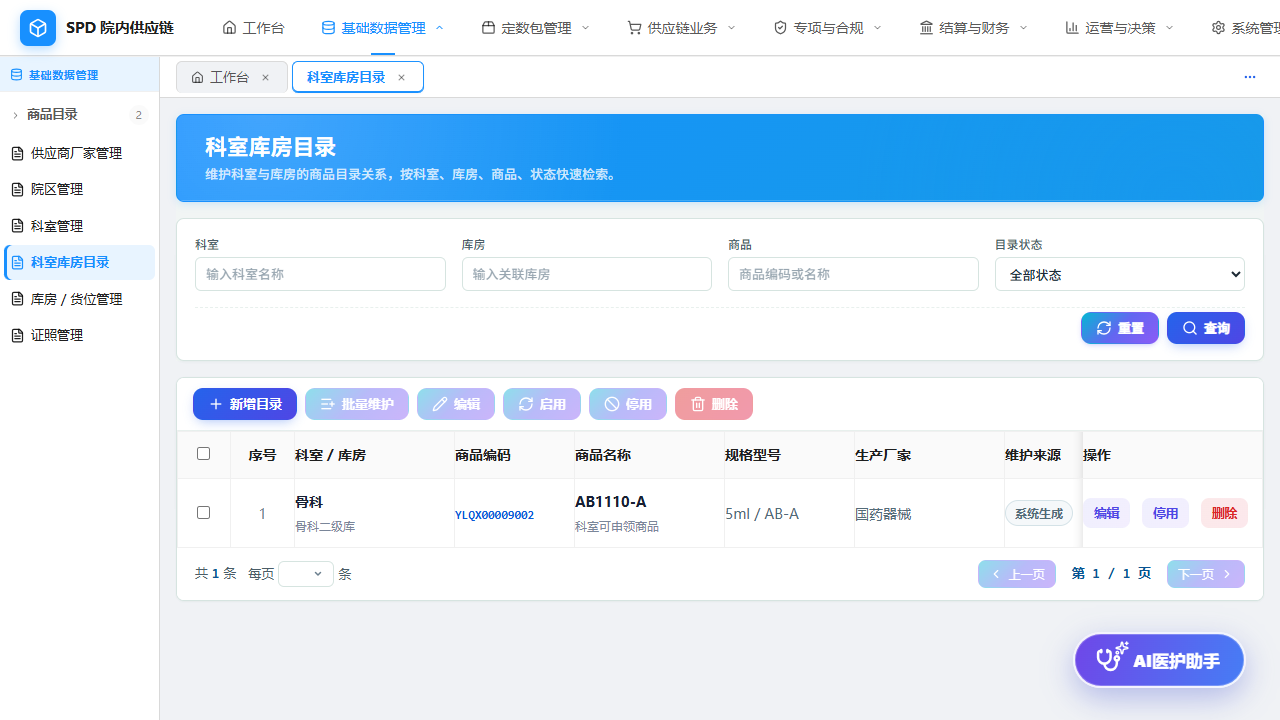 SPD 院内供应链
工作台
基础数据管理
定数包管理
供应链业务
专项与合规
结算与财务
运营与决策
系统管理
基础数据管理
商品目录 2
供应商厂家管理
院区管理
科室管理
科室库房目录
库房 / 货位管理
证照管理
工作台 ×
科室库房目录 ×
科室库房目录
维护科室与库房的商品目录关系，按科室、库房、商品、状态快速检索。
科室 库房 商品 目录状态
输入科室名称 输入关联库房 商品编码或名称 全部状态
重置 查询
新增目录 批量维护 编辑 启用 停用 删除
序号 科室 / 库房 商品编码 商品名称 规格型号 生产厂家 维护来源 操作
1 骨科 YLQX00009002 AB1110-A 5ml / AB-A 国药器械 系统生成 编辑 停用 删除
骨科二级库 科室可申领商品
共 1 条 每页 条 上一页 第 1 / 1 页 下一页
AI医护助手